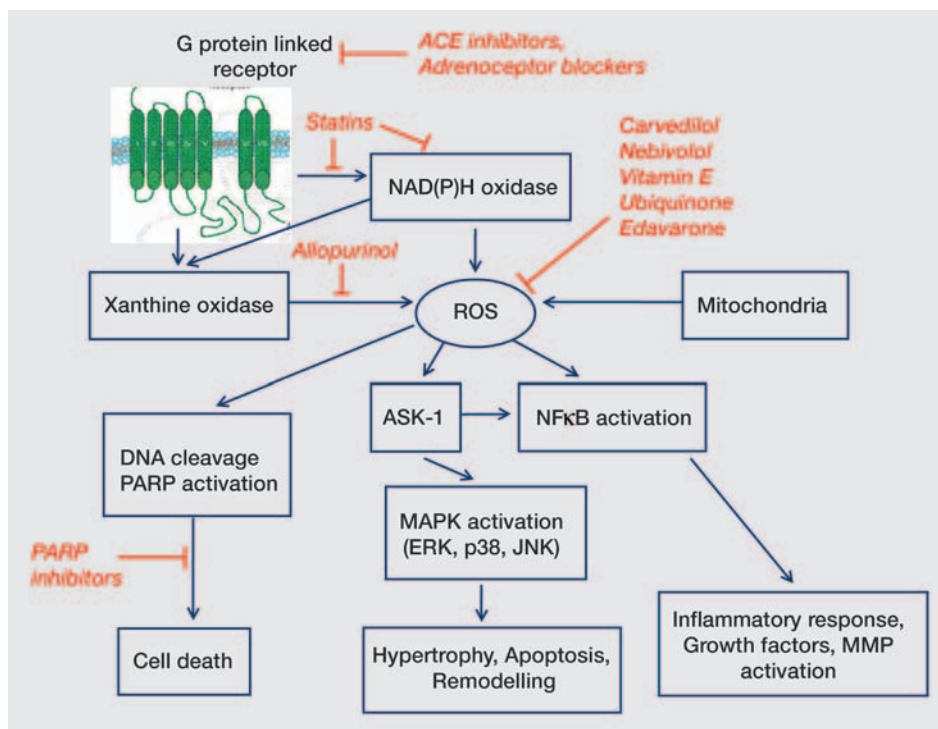 G protein linked
receptor
ACE inhibitors,
Adrenoceptor blockers
Statins
Carvedilol
Nebivolol
Vitamin E
Ubiquinone
Edavarone
NAD(P)H oxidase
Allopurinol
Xanthine oxidase
ROS
Mitochondria
ASK-1
NFκB activation
DNA cleavage
PARP activation
MAPK activation
(ERK, p38, JNK)
PARP
inhibitors
Cell death
Hypertrophy, Apoptosis,
Remodelling
Inflammatory response,
Growth factors, MMP
activation